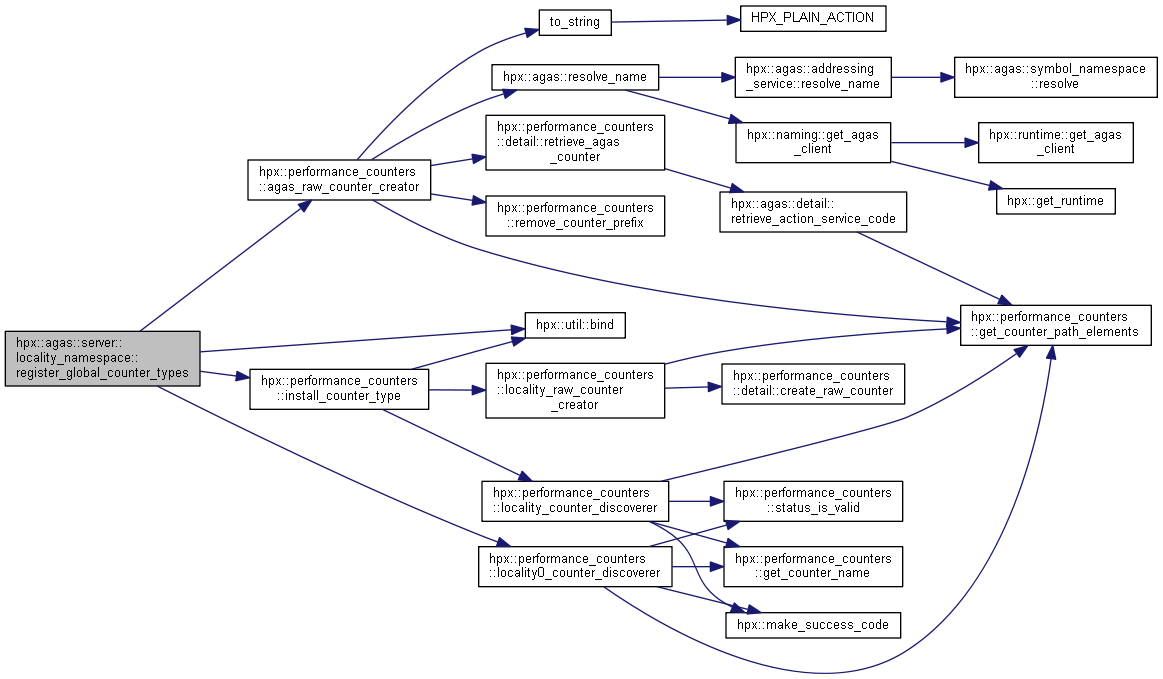 to_string
HPX_PLAIN_ACTION
hpx::agas::resolve_name
hpx::agas::addressing
_service::resolve_name
hpx::agas::symbol_namespace
::resolve
hpx::performance_counters
::detail::retrieve_agas
_counter
hpx::naming::get_agas
_client
hpx::runtime::get_agas
_client
hpx::performance_counters
::agas_raw_counter_creator
hpx::performance_counters
::remove_counter_prefix
hpx::agas::detail::
retrieve_action_service_code
hpx::get_runtime
hpx::agas::server::
locality_namespace::
register_global_counter_types
hpx::util::bind
hpx::performance_counters
::get_counter_path_elements
hpx::performance_counters
::install_counter_type
hpx::performance_counters
::locality_raw_counter
_creator
hpx::performance_counters
::detail::create_raw_counter
hpx::performance_counters
::locality_counter_discoverer
hpx::performance_counters
::status_is_valid
hpx::performance_counters
::locality0_counter_discoverer
hpx::performance_counters
::get_counter_name
hpx::make_success_code